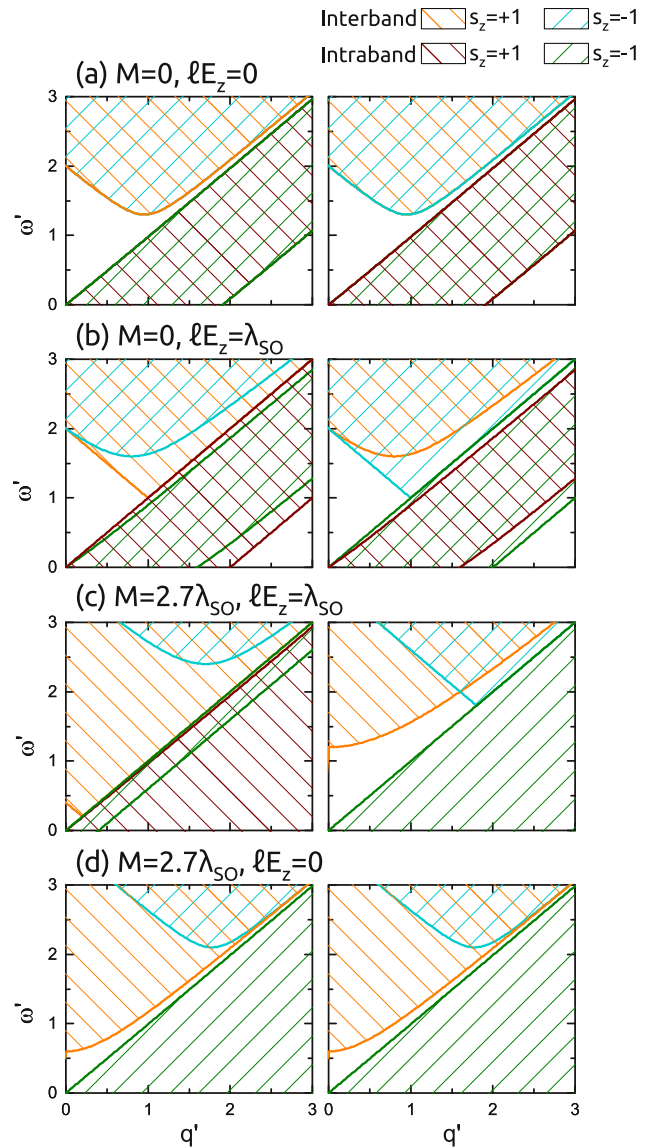 Interband s_z=+1 s_z=-1
Intraband s_z=+1 s_z=-1
(a) M=0, ℓE_z=0
3
2
1
0
ω'
(b) M=0, ℓE_z=λ_SO
3
2
1
0
ω'
(c) M=2.7λ_SO, ℓE_z=λ_SO
3
2
1
0
ω'
(d) M=2.7λ_SO, ℓE_z=0
3
2
1
0
ω'
0 1 2 3 0 1 2 3
q' q'